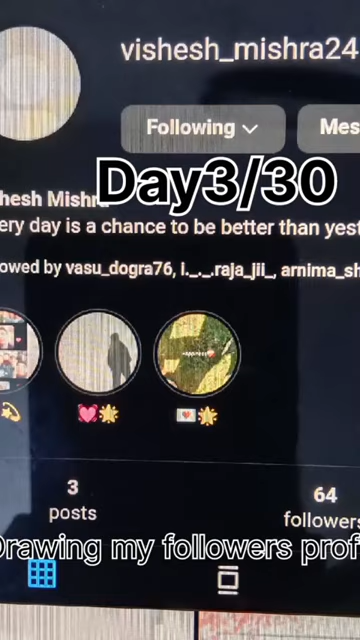 vishesh_mishra24
Following
Mes
hesh Mishr
Day3/30
ery day is a chance to be better than yest
owed by vasu_dogra76, i._._.raja_jii_, arnima_sh
3
posts
64
followers
Drawing my followers prof